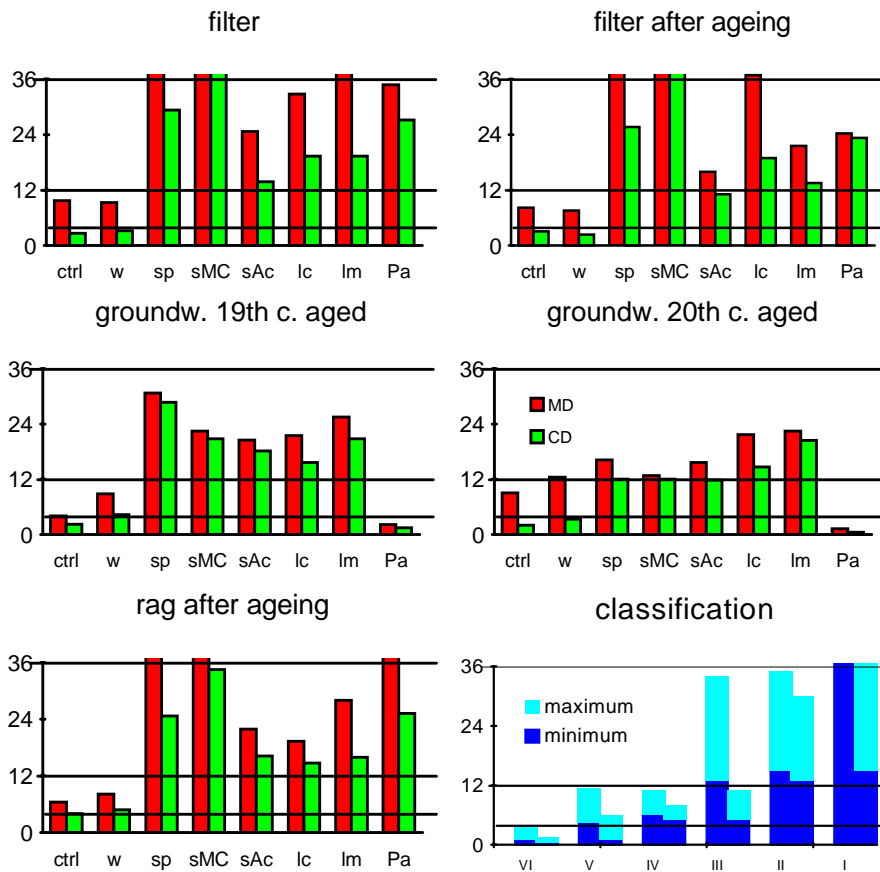 filter
36
24
12
0
ctrl w sp sMC sAc lc lm Pa
filter after ageing
36
24
12
0
ctrl w sp sMC sAc lc lm Pa
groundw. 19th c. aged
36
24
12
0
ctrl w sp sMC sAc lc lm Pa
groundw. 20th c. aged
36
24
12
0
MD
CD
ctrl w sp sMC sAc lc lm Pa
rag after ageing
36
24
12
0
ctrl w sp sMC sAc lc lm Pa
classification
36
24
12
0
maximum
minimum
VI V IV III II I